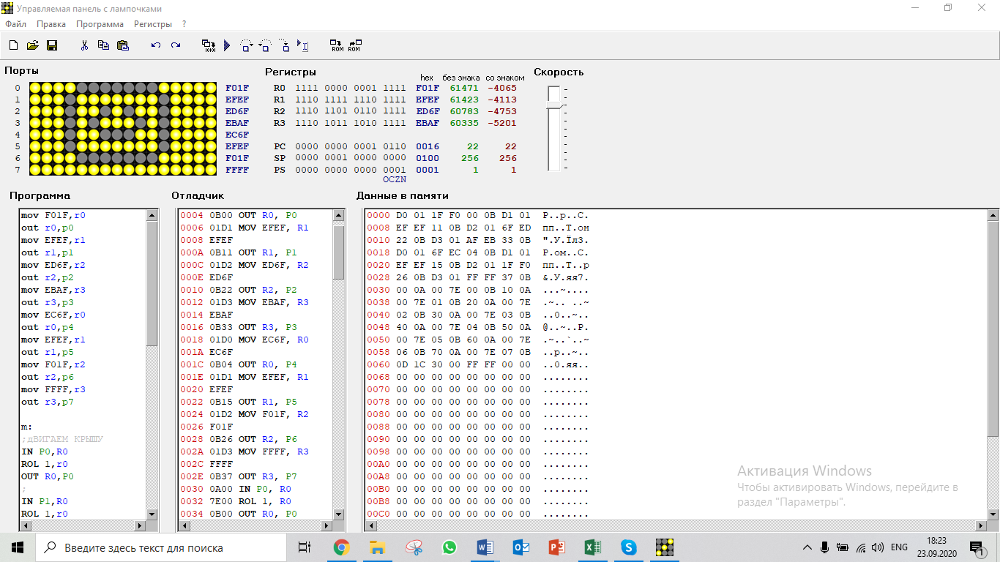 Управляемая панель с лампочками
Файл Правка Программа Регистры ?
Порты
Регистры hex без знака со знаком
Скорость
0 F01F
1 EFEF
2 ED6F
3 EBAF
4 EC6F
5 EFEF
6 F01F
7 FFFF
R0 1111 0000 0001 1111 F01F 61471 -4065
R1 1110 1111 1110 1111 EFEF 61423 -4113
R2 1110 1101 0110 1111 ED6F 60783 -4753
R3 1110 1011 1010 1111 EBAF 60335 -5201
PC 0000 0000 0001 0110 0016 22 22
SP 0000 0001 0000 0000 0100 256 256
PS 0000 0000 0000 0001 0001 1 1
OCZN
Программа
mov F01F,r0
out r0,p0
mov EFEF,r1
out r1,p1
mov ED6F,r2
out r2,p2
mov EBAF,r3
out r3,p3
mov EC6F,r0
out r0,p4
mov EFEF,r1
out r1,p5
mov F01F,r2
out r2,p6
mov FFFF,r3
out r3,p7
m:
;дВИГАЕМ КРЫШУ
IN P0,R0
ROL 1,r0
OUT R0,P0
;
IN P1,R0
ROL 1,r0
Отладчик
0004 0B00 OUT R0, P0
0006 01D1 MOV EFEF, R1
0008 EFEF
000A 0B11 OUT R1, P1
000C 01D2 MOV ED6F, R2
000E ED6F
0010 0B22 OUT R2, P2
0012 01D3 MOV EBAF, R3
0014 EBAF
0016 0B33 OUT R3, P3
0018 01D0 MOV EC6F, R0
001A EC6F
001C 0B04 OUT R0, P4
001E 01D1 MOV EFEF, R1
0020 EFEF
0022 0B15 OUT R1, P5
0024 01D2 MOV F01F, R2
0026 F01F
0028 0B26 OUT R2, P6
002A 01D3 MOV FFFF, R3
002C FFFF
002E 0B37 OUT R3, P7
0030 0A00 IN P0, R0
0032 7E00 ROL 1, R0
0034 0B00 OUT R0, P0
Данные в памяти
0000 D0 01 1F F0 00 0B D1 01 Р..р..С.
0008 EF EF 11 0B D2 01 6F ED пп..Т.он
0010 22 0B D3 01 AF EB 33 0B ".У.Їл3.
0018 D0 01 6F EC 04 0B D1 01 Р.ом..С.
0020 EF EF 15 0B D2 01 1F F0 пп..Т..р
0028 26 0B D3 01 FF FF 37 0B &.У.яя7.
0030 00 0A 00 7E 00 0B 10 0A ...~....
0038 00 7E 01 0B 20 0A 00 7E .~.. ..~
0040 02 0B 30 0A 00 7E 03 0B ..0..~..
0048 40 0A 00 7E 04 0B 50 0A @..~..P.
0050 00 7E 05 0B 60 0A 00 7E .~..`..~
0058 06 0B 70 0A 00 7E 07 0B ..p..~..
0060 0D 1C 30 00 FF FF 00 00 ..0.яя..
0068 00 00 00 00 00 00 00 00 ........
0070 00 00 00 00 00 00 00 00 ........
0078 00 00 00 00 00 00 00 00 ........
0080 00 00 00 00 00 00 00 00 ........
0088 00 00 00 00 00 00 00 00 ........
0090 00 00 00 00 00 00 00 00 ........
0098 00 00 00 00 00 00 00 00 ........
00A0 00 00 00 00 00 00 00 00 ........
00A8 00 00 00 00 00 00 00 00 ........
00B0 00 00 00 00 00 00 00 00 ........
00B8 00 00 00 00 00 00 00 00 ........
00C0 00 00 00 00 00 00 00 00 ........
Активация Windows
Чтобы активировать Windows, перейдите в
раздел "Параметры".
Введите здесь текст для поиска
ENG
18:23
23.09.2020
1